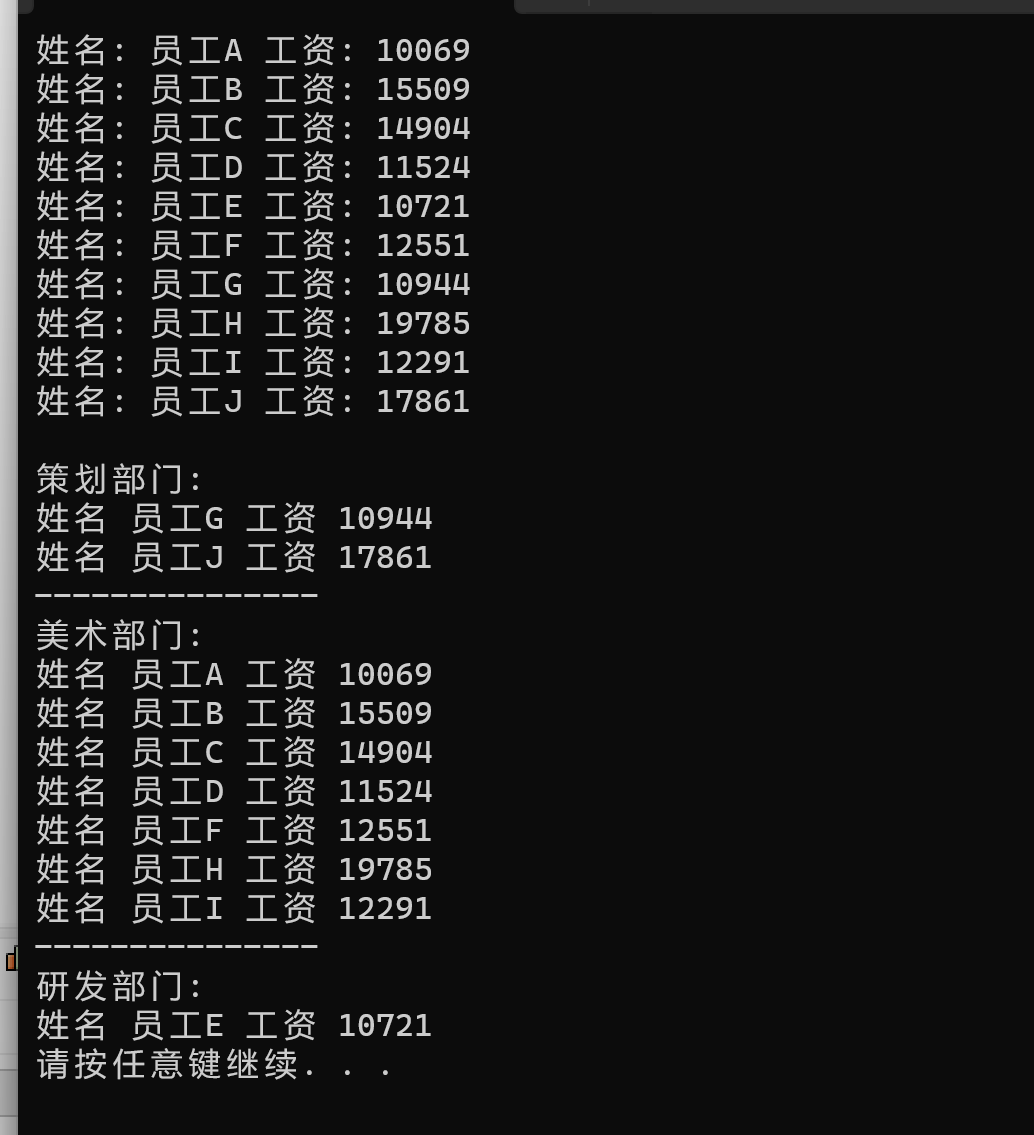 姓名: 员工A 工资: 10069
姓名: 员工B 工资: 15509
姓名: 员工C 工资: 14904
姓名: 员工D 工资: 11524
姓名: 员工E 工资: 10721
姓名: 员工F 工资: 12551
姓名: 员工G 工资: 10944
姓名: 员工H 工资: 19785
姓名: 员工I 工资: 12291
姓名: 员工J 工资: 17861
策划部门:
姓名 员工G 工资 10944
姓名 员工J 工资 17861
---------------
美术部门:
姓名 员工A 工资 10069
姓名 员工B 工资 15509
姓名 员工C 工资 14904
姓名 员工D 工资 11524
姓名 员工F 工资 12551
姓名 员工H 工资 19785
姓名 员工I 工资 12291
---------------
研发部门:
姓名 员工E 工资 10721
请按任意键继续. . .